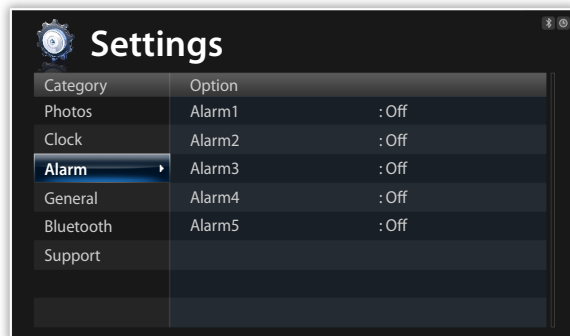 Settings
Category Option
Photos Alarm1 : Off
Clock Alarm2 : Off
Alarm Alarm3 : Off
General Alarm4 : Off
Bluetooth Alarm5 : Off
Support